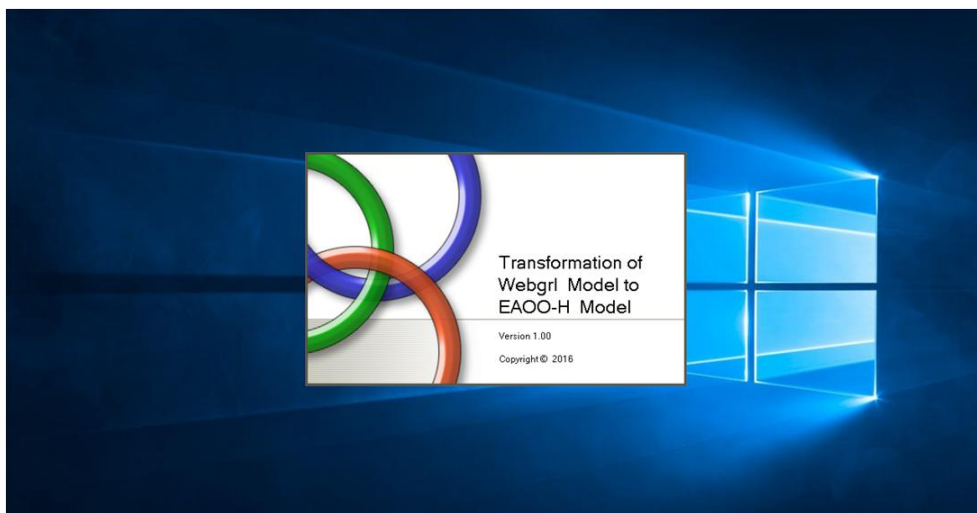 Transformation of
Webgrl Model to
EAOO-H Model
Version 1.00
Copyright © 2016